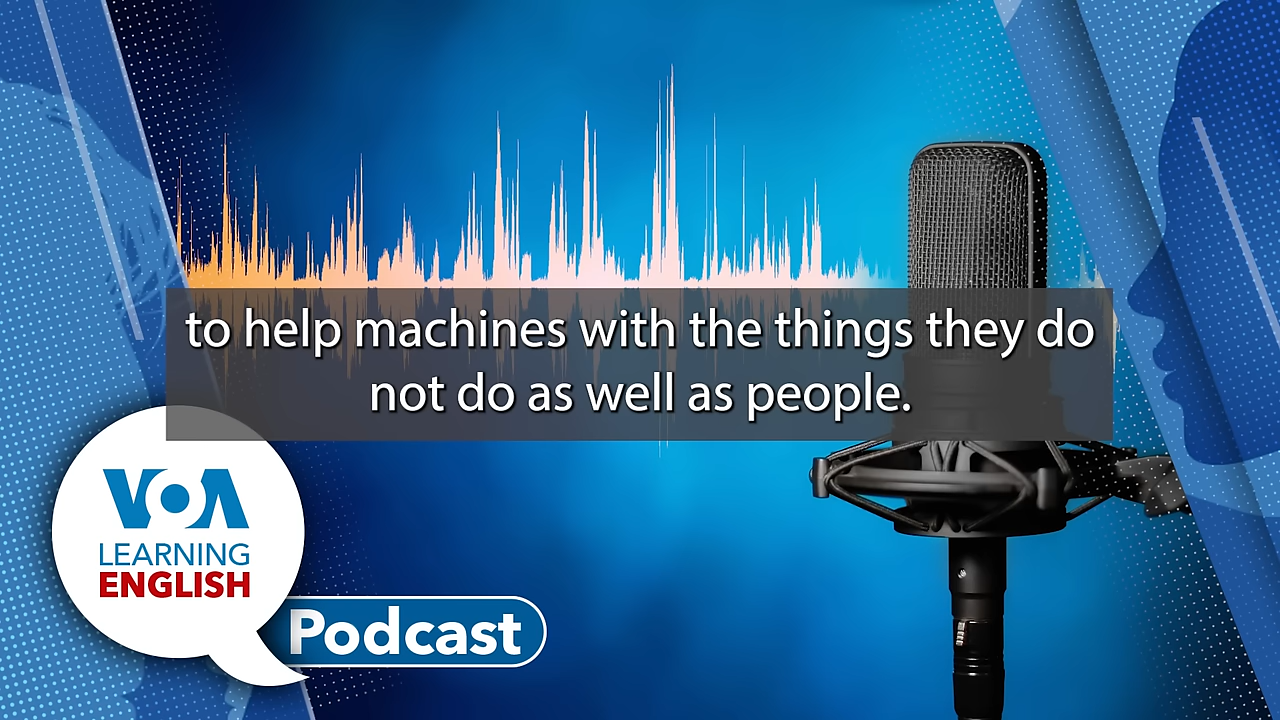 to help machines with the things they do
not do as well as people.
VOA
LEARNING
ENGLISH
Podcast